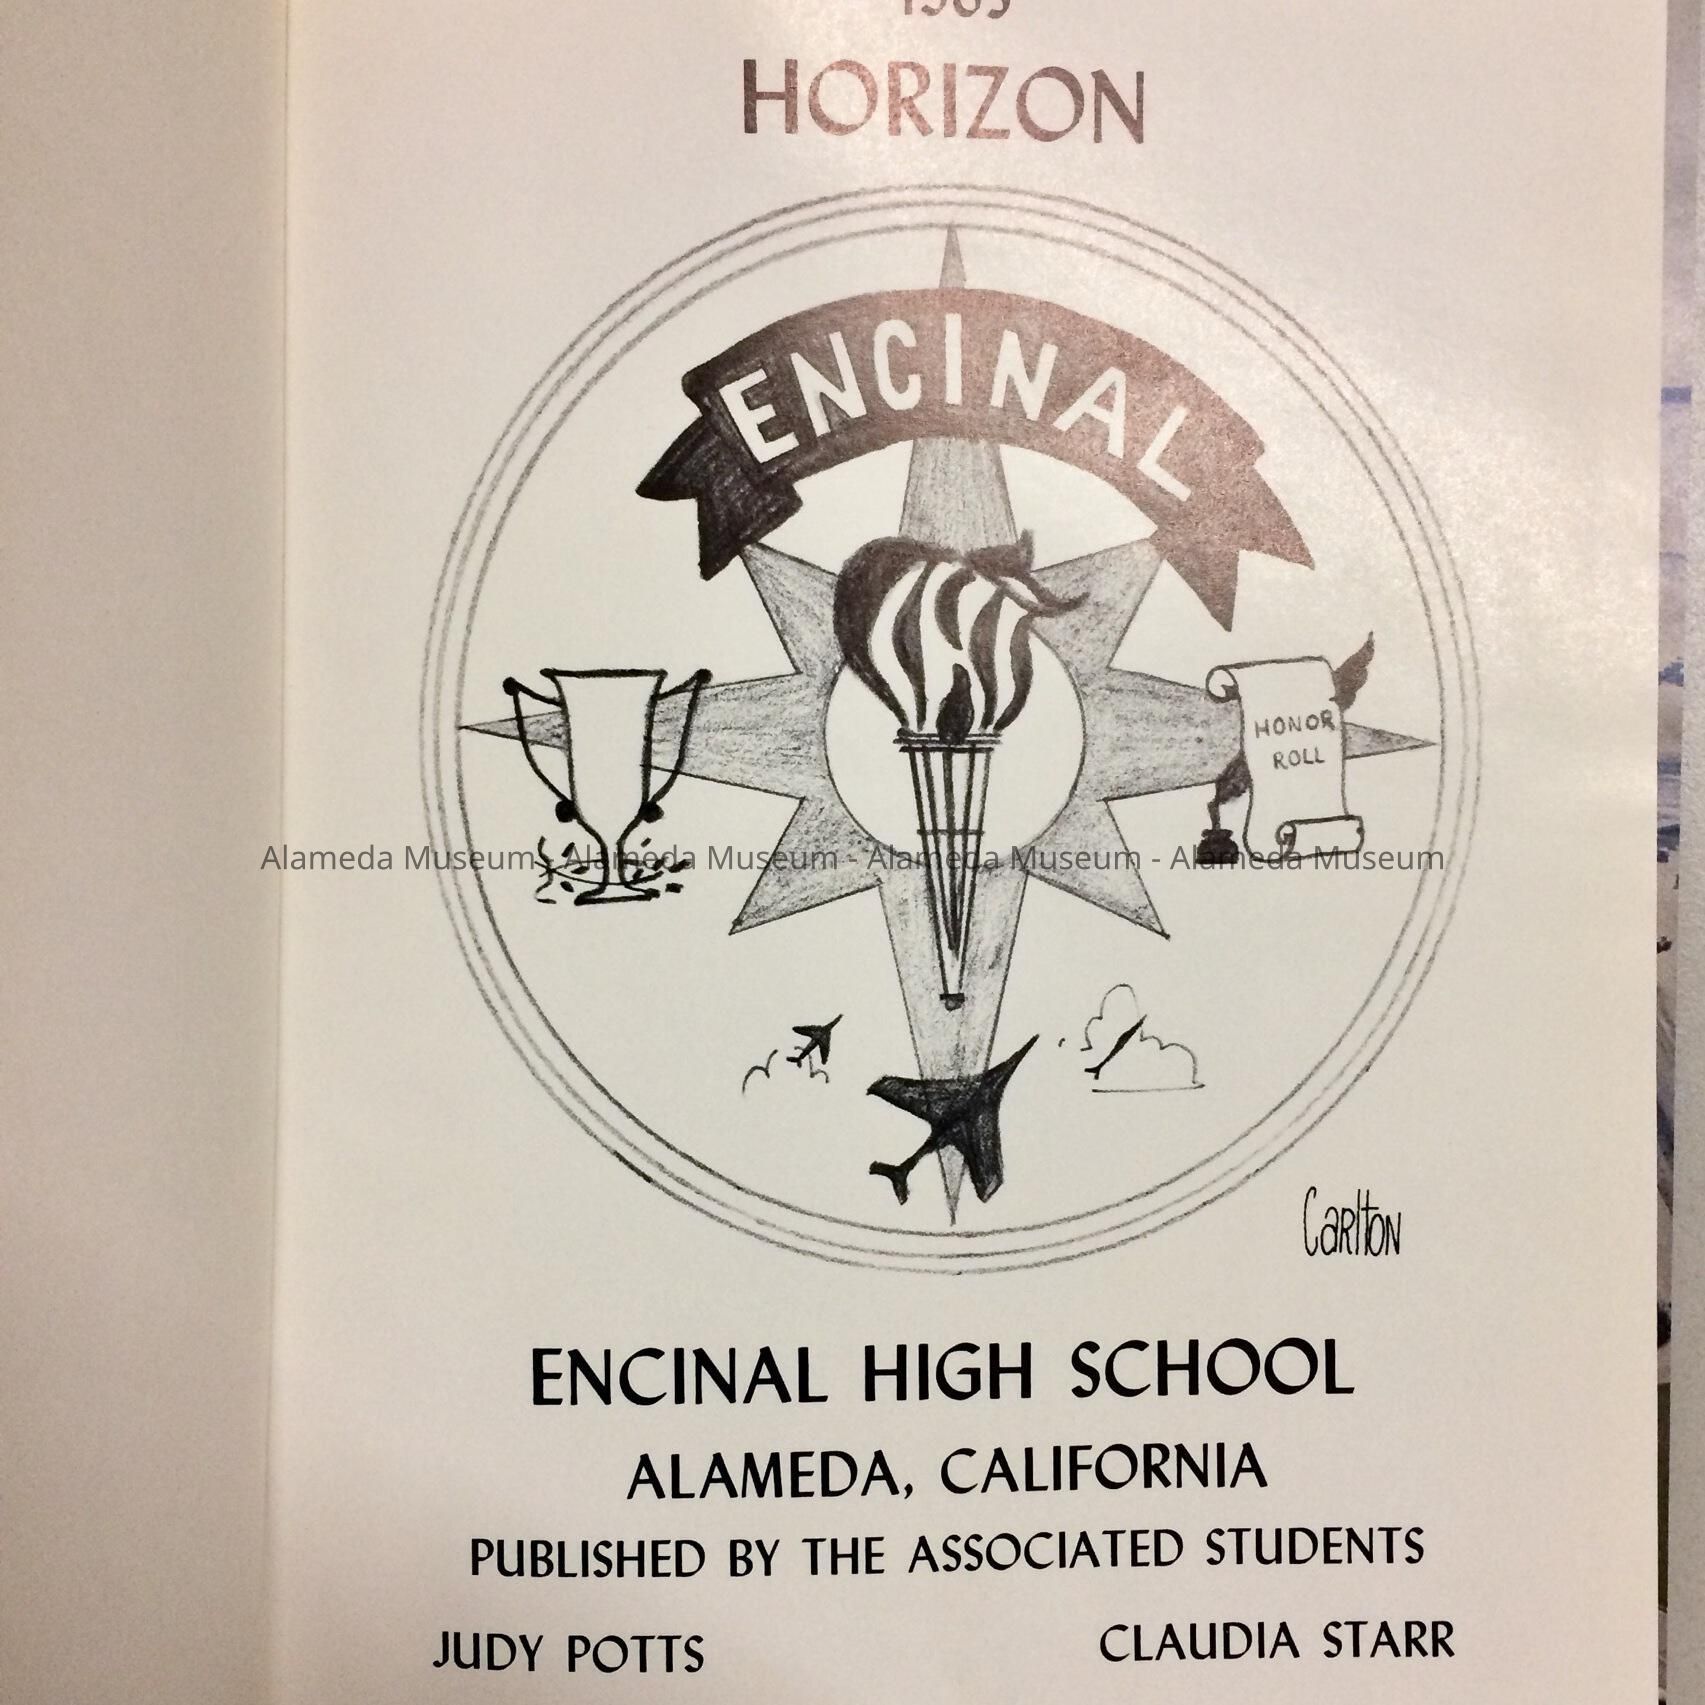 HORIZON
ENCINAL
HONOR
ROLL
Alameda Museum - Alameda Museum - Alameda Museum - Alameda Museum
Carlton
ENCINAL HIGH SCHOOL
ALAMEDA, CALIFORNIA
PUBLISHED BY THE ASSOCIATED STUDENTS
JUDY POTTS
CLAUDIA STARR